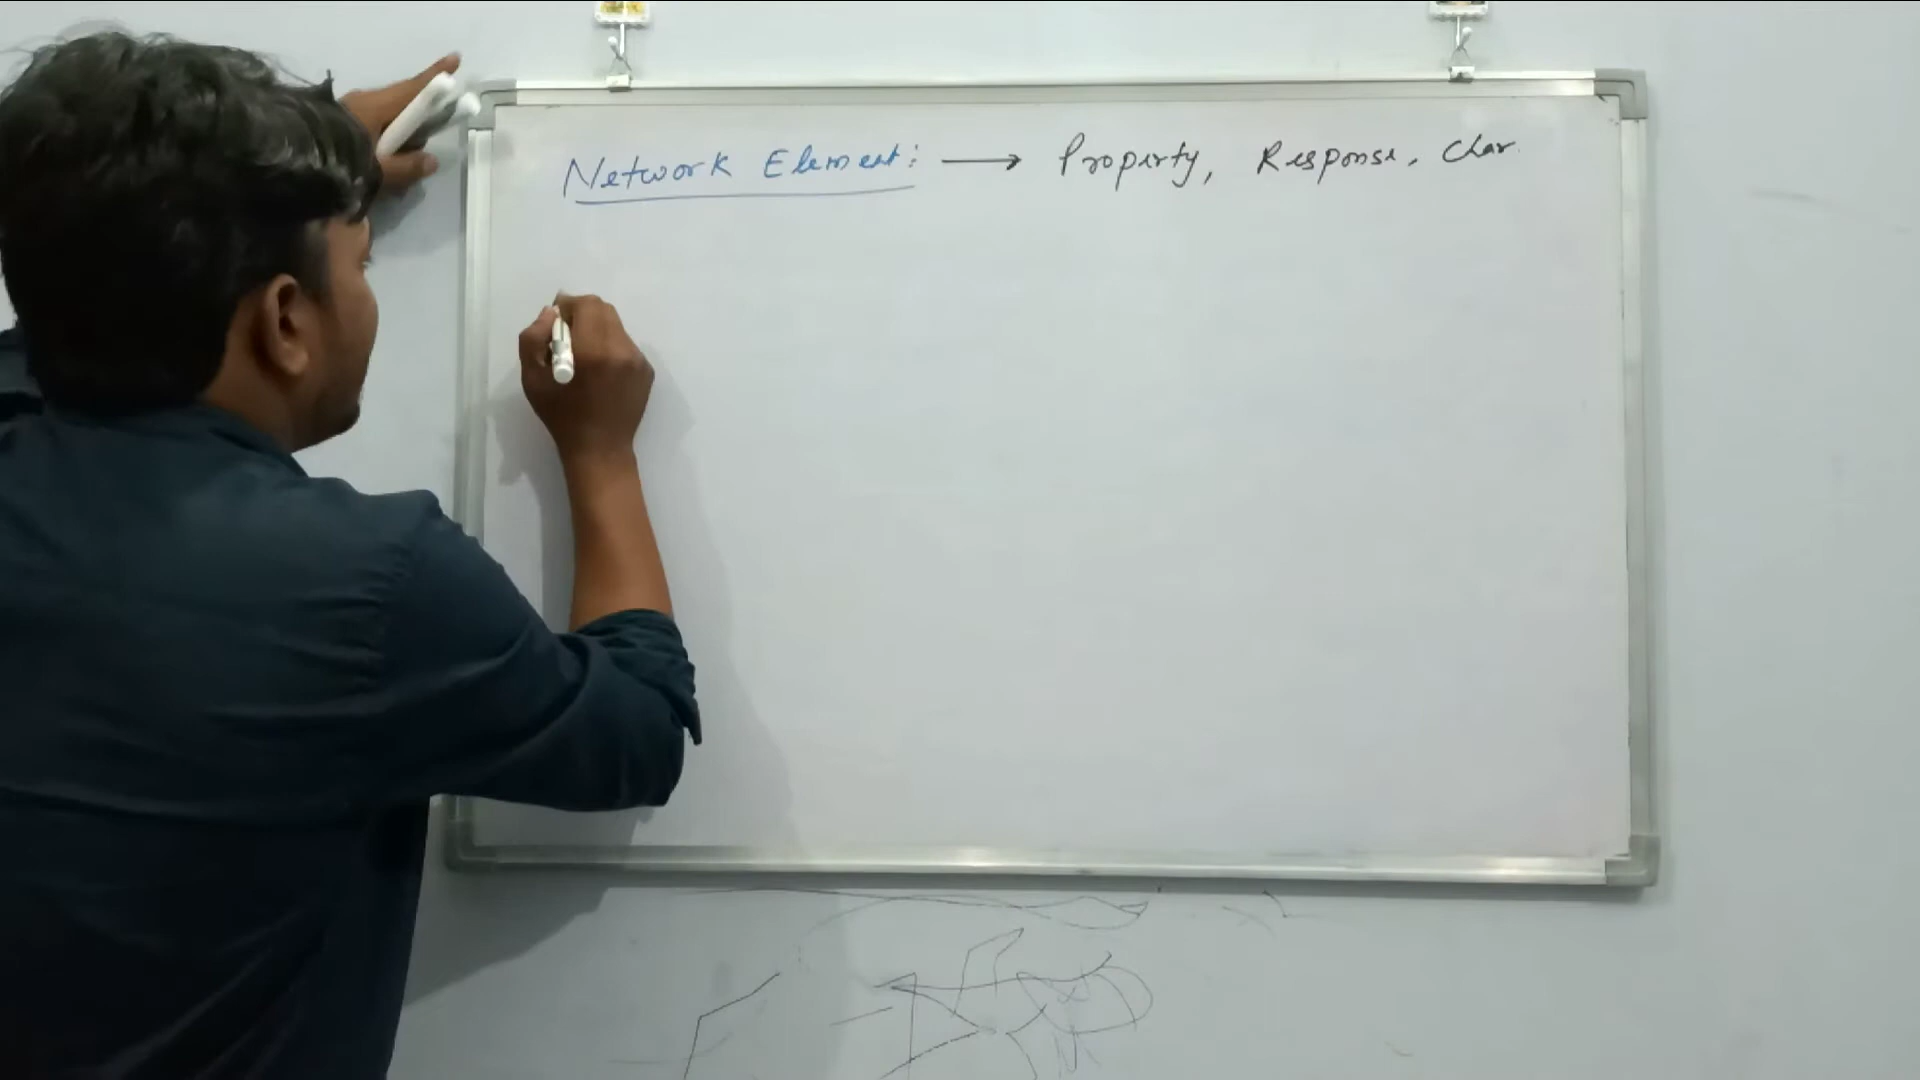 Network Element: → Property, Response, Char.